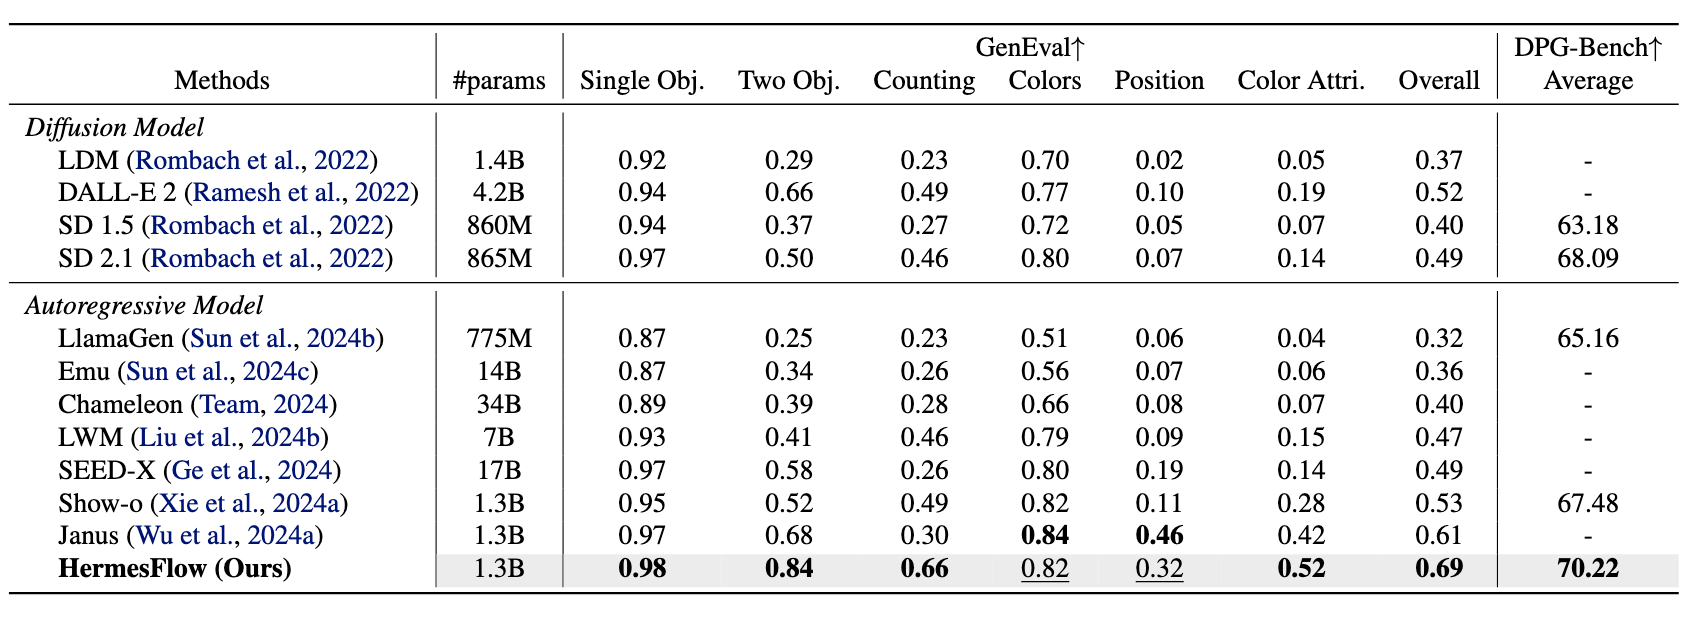 GenEval↑ DPG-Bench↑
Methods #params Single Obj. Two Obj. Counting Colors Position Color Attri. Overall Average
Diffusion Model
LDM (Rombach et al., 2022) 1.4B 0.92 0.29 0.23 0.70 0.02 0.05 0.37 -
DALL-E 2 (Ramesh et al., 2022) 4.2B 0.94 0.66 0.49 0.77 0.10 0.19 0.52 -
SD 1.5 (Rombach et al., 2022) 860M 0.94 0.37 0.27 0.72 0.05 0.07 0.40 63.18
SD 2.1 (Rombach et al., 2022) 865M 0.97 0.50 0.46 0.80 0.07 0.14 0.49 68.09
Autoregressive Model
LlamaGen (Sun et al., 2024b) 775M 0.87 0.25 0.23 0.51 0.06 0.04 0.32 65.16
Emu (Sun et al., 2024c) 14B 0.87 0.34 0.26 0.56 0.07 0.06 0.36 -
Chameleon (Team, 2024) 34B 0.89 0.39 0.28 0.66 0.08 0.07 0.40 -
LWM (Liu et al., 2024b) 7B 0.93 0.41 0.46 0.79 0.09 0.15 0.47 -
SEED-X (Ge et al., 2024) 17B 0.97 0.58 0.26 0.80 0.19 0.14 0.49 -
Show-o (Xie et al., 2024a) 1.3B 0.95 0.52 0.49 0.82 0.11 0.28 0.53 67.48
Janus (Wu et al., 2024a) 1.3B 0.97 0.68 0.30 0.84 0.46 0.42 0.61 -
HermesFlow (Ours) 1.3B 0.98 0.84 0.66 0.82 0.32 0.52 0.69 70.22